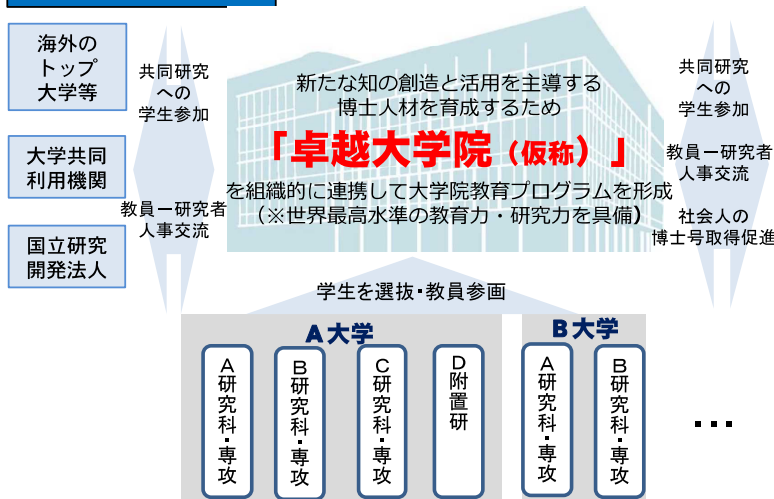 海外の
トップ
大学等
大学共同
利用機関
国立研究
開発法人
共同研究
への
学生参加
教員ー研究者
人事交流
新たな知の創造と活用を主導する
博士人材を育成するため
「卓越大学院（仮称）」
を組織的に連携して大学院教育プログラムを形成
（※世界最高水準の教育力・研究力を具備）
共同研究
への
学生参加
教員ー研究者
人事交流
社会人の
博士号取得促進
学生を選抜・教員参画
A大学
A研究科・専攻
B研究科・専攻
C研究科・専攻
D附置研
B大学
A研究科・専攻
B研究科・専攻
…